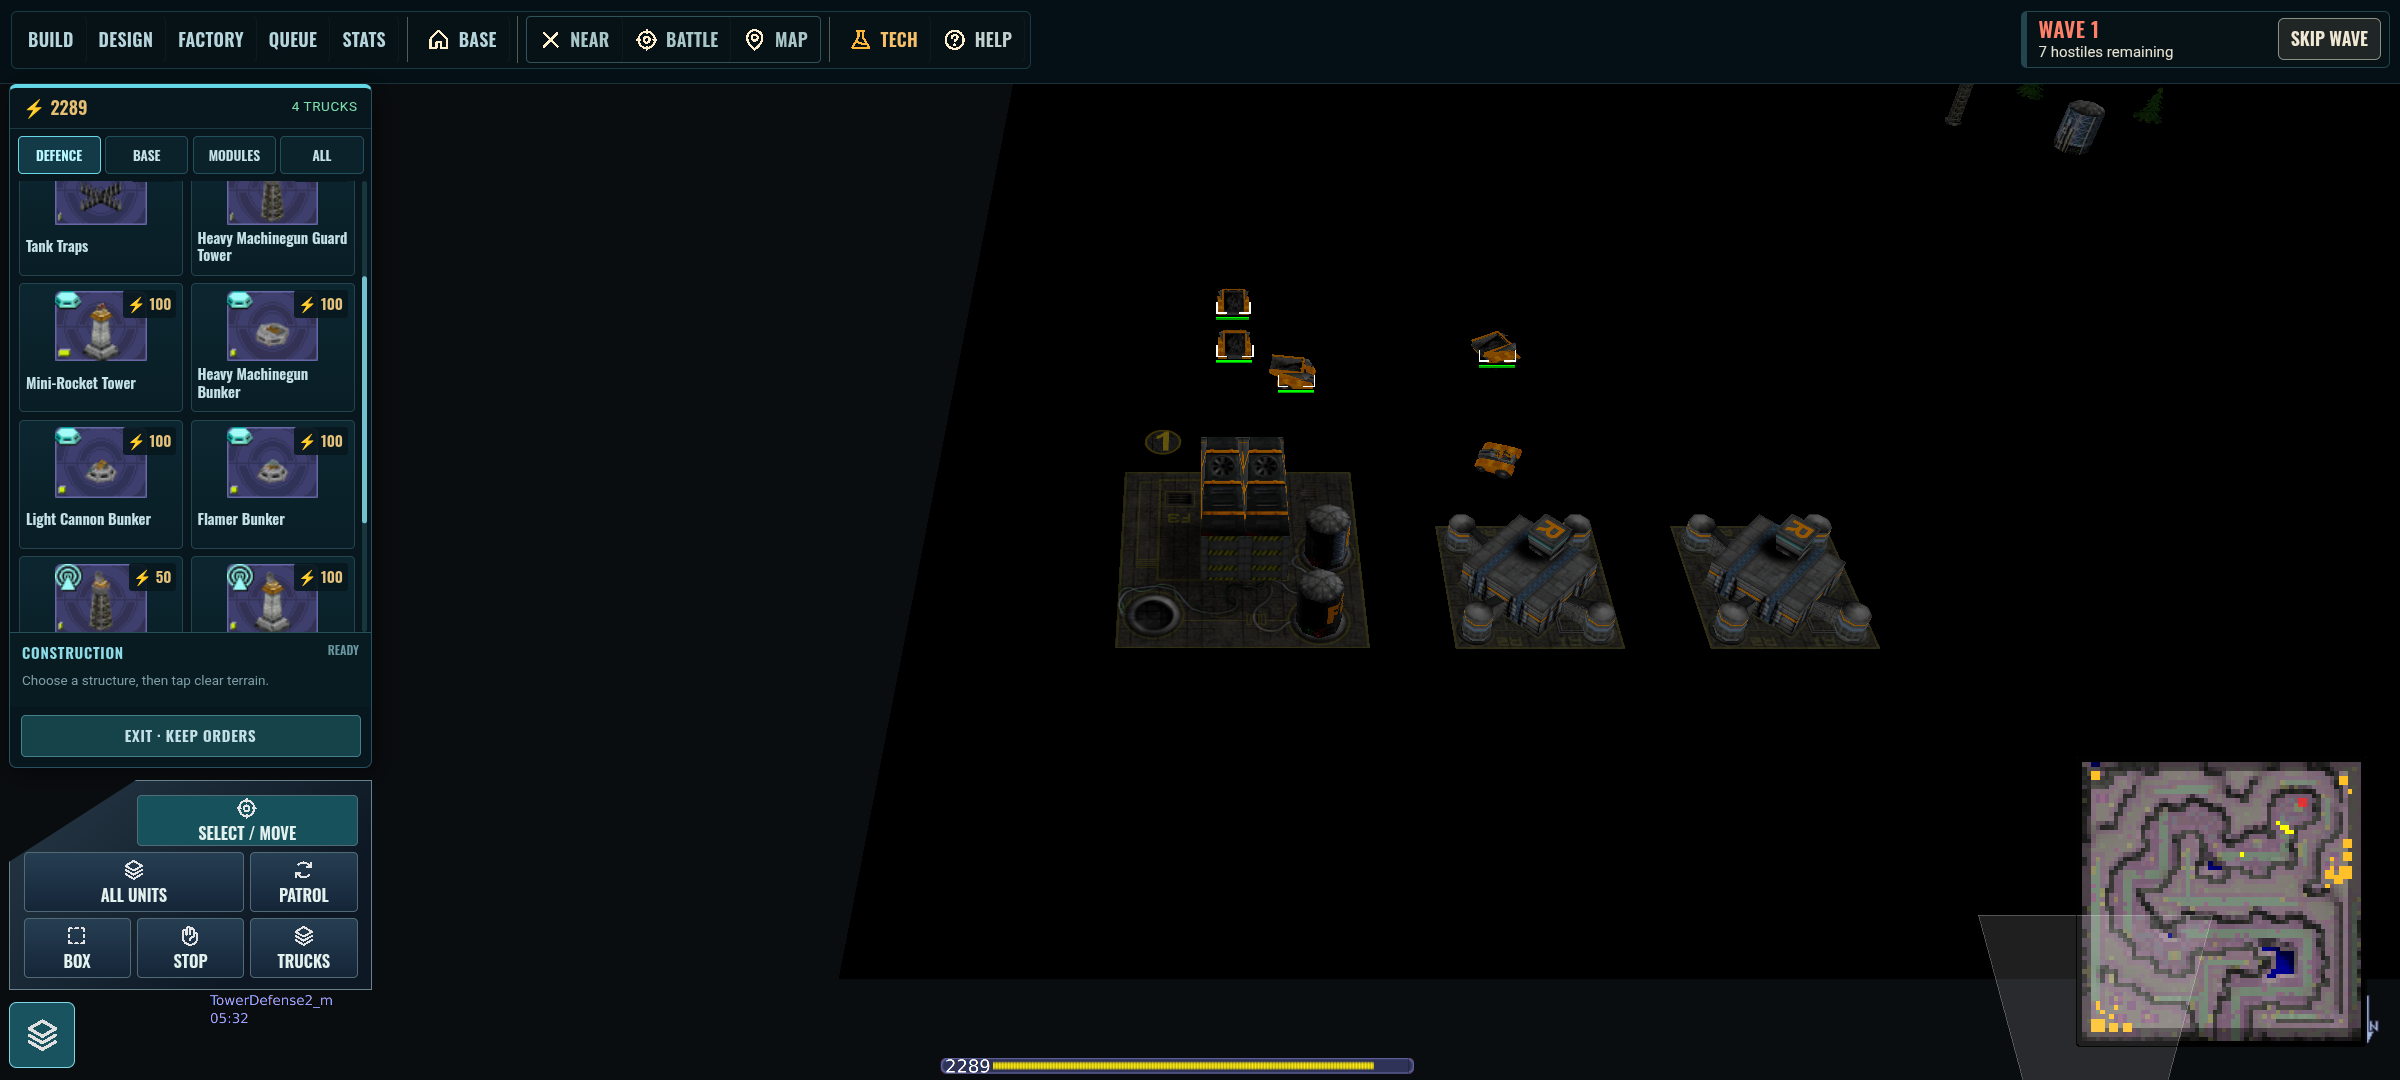 BUILD DESIGN FACTORY QUEUE STATS BASE NEAR BATTLE MAP TECH HELP
WAVE 1
7 hostiles remaining
SKIP WAVE
2289
4 TRUCKS
DEFENCE BASE MODULES ALL
Tank Traps
Heavy Machinegun Guard
Tower
100
Mini-Rocket Tower
100
Heavy Machinegun
Bunker
100
Light Cannon Bunker
100
Flamer Bunker
50
100
CONSTRUCTION
READY
Choose a structure, then tap clear terrain.
EXIT · KEEP ORDERS
SELECT / MOVE
ALL UNITS
PATROL
BOX
STOP
TRUCKS
TowerDefense2_m
05:32
1
R
R
F
2289
N